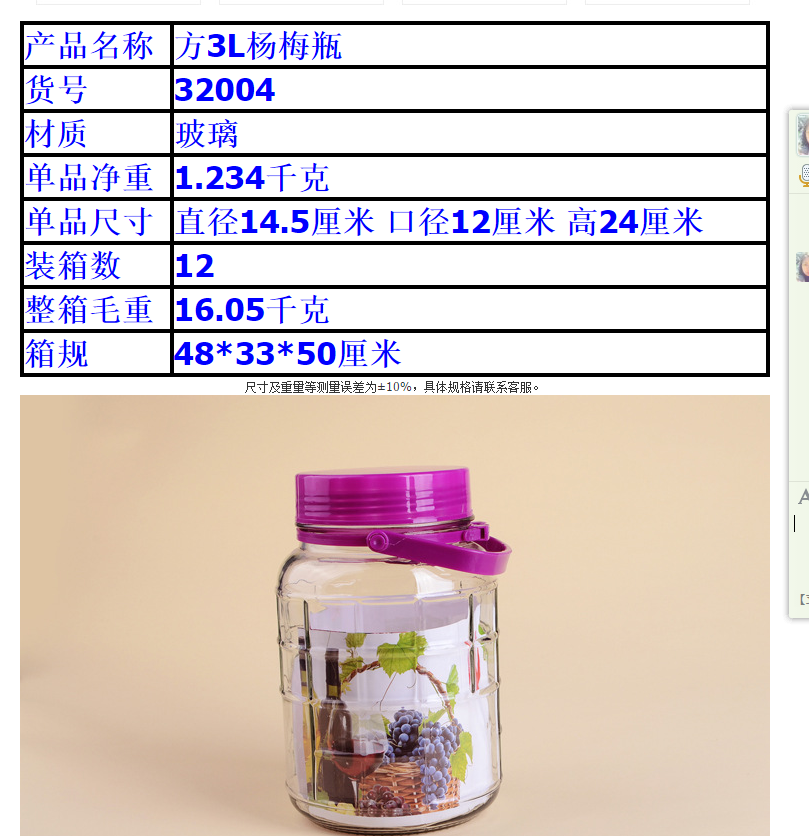 产品名称 方3L杨梅瓶
货号 32004
材质 玻璃
单品净重 1.234千克
单品尺寸 直径14.5厘米 口径12厘米 高24厘米
装箱数 12
整箱毛重 16.05千克
箱规 48*33*50厘米
尺寸及重量等测量误差为±10%，具体规格请联系客服。